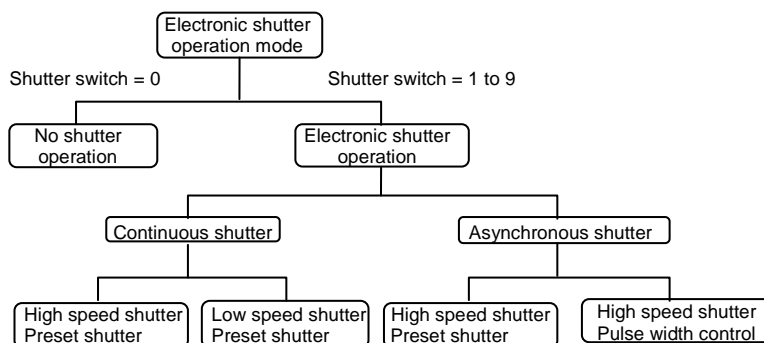 Electronic shutter
operation mode
Shutter switch = 0
Shutter switch = 1 to 9
No shutter
operation
Electronic shutter
operation
Continuous shutter
Asynchronous shutter
High speed shutter
Preset shutter
Low speed shutter
Preset shutter
High speed shutter
Preset shutter
High speed shutter
Pulse width control